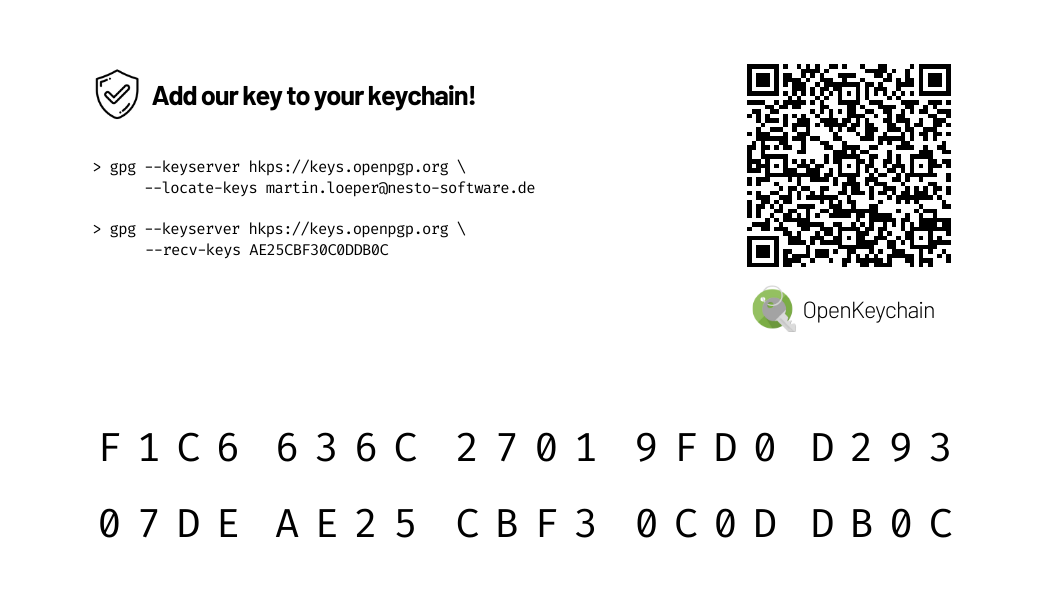 Add our key to your keychain!
> gpg --keyserver hkps://keys.openpgp.org \
--locate-keys martin.loeper@nesto-software.de
> gpg --keyserver hkps://keys.openpgp.org \
--recv-keys AE25CBF30C0DDB0C
OpenKeychain
F1C6 636C 2701 9FD0 D293
07DE AE25 CBF3 0C0D DB0C